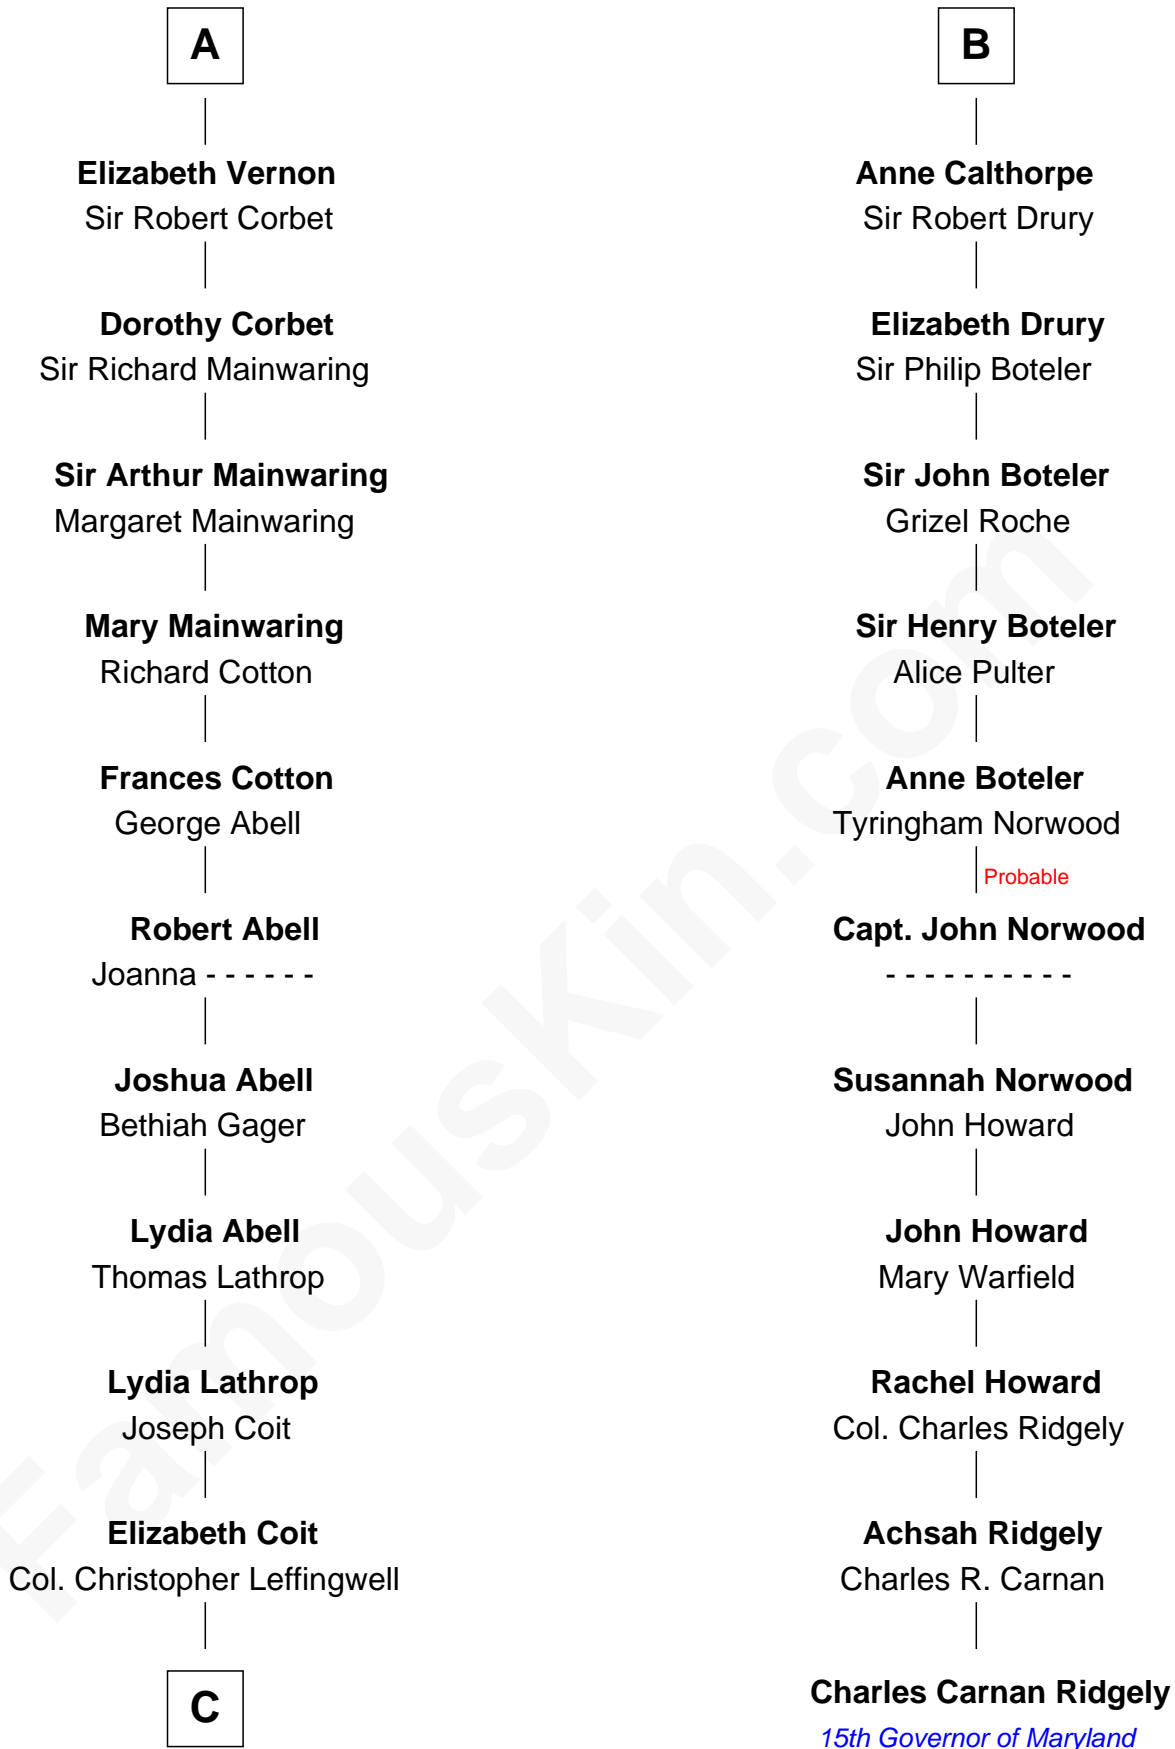 A
Elizabeth Vernon
Sir Robert Corbet
Dorothy Corbet
Sir Richard Mainwaring
Sir Arthur Mainwaring
Margaret Mainwaring
Mary Mainwaring
Richard Cotton
Frances Cotton
George Abell
Robert Abell
Joanna - - - - - -
Joshua Abell
Bethiah Gager
Lydia Abell
Thomas Lathrop
Lydia Lathrop
Joseph Coit
Elizabeth Coit
Col. Christopher Leffingwell
C
B
Anne Calthorpe
Sir Robert Drury
Elizabeth Drury
Sir Philip Boteler
Sir John Boteler
Grizel Roche
Sir Henry Boteler
Alice Pulter
Anne Boteler
Tyringham Norwood
Probable
Capt. John Norwood
- - - - - - - - - -
Susannah Norwood
John Howard
John Howard
Mary Warfield
Rachel Howard
Col. Charles Ridgely
Achsah Ridgely
Charles R. Carnan
Charles Carnan Ridgely
15th Governor of Maryland
FamousKin.com